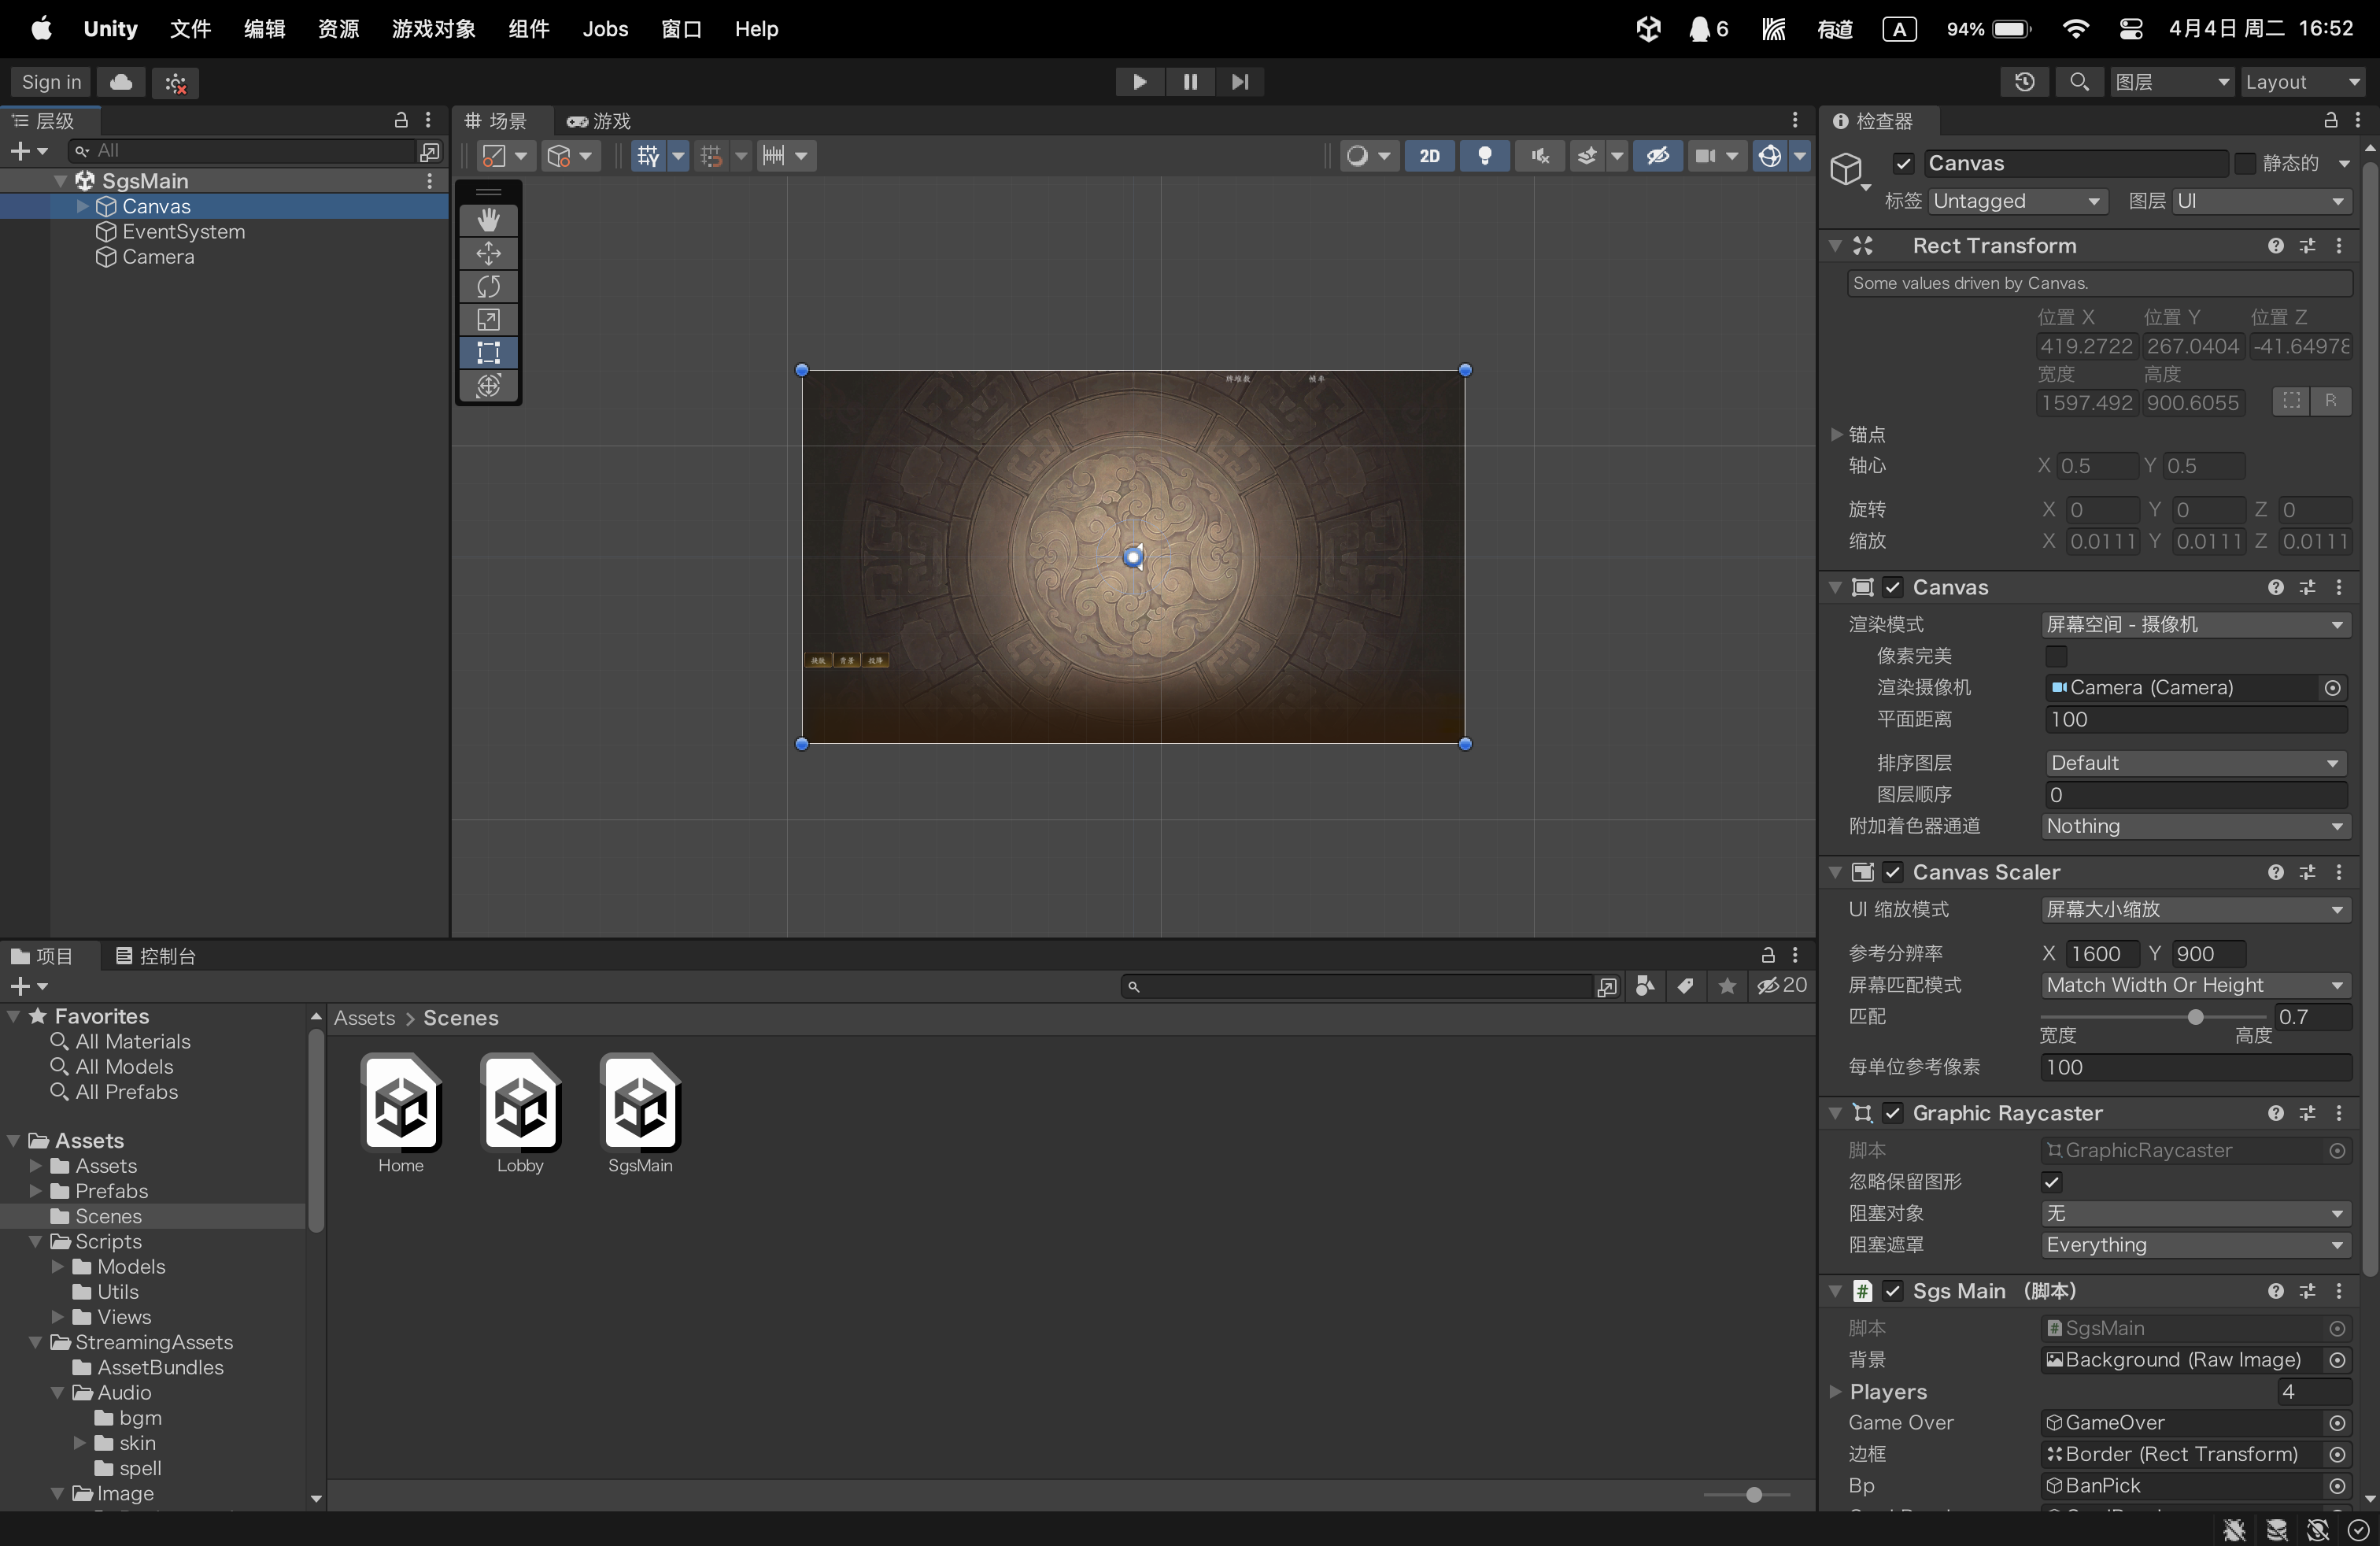 Unity 文件 编辑 资源 游戏对象 组件 Jobs 窗口 Help 6 有道 A 94% 4月4日 周二 16:52
Sign in 图层 Layout
层级
All
SgsMain
Canvas
EventSystem
Camera
场景 游戏
2D
牌堆数 帧率
背景 投降
检查器
Canvas 静态的
标签 Untagged 图层 UI
Rect Transform
Some values driven by Canvas.
位置 X 位置 Y 位置 Z
419.2722 267.0404 -41.64978
宽度 高度
1597.492 900.6055 R
锚点
轴心 X 0.5 Y 0.5
旋转 X 0 Y 0 Z 0
缩放 X 0.0111 Y 0.0111 Z 0.0111
Canvas
渲染模式 屏幕空间 - 摄像机
像素完美
渲染摄像机 Camera (Camera)
平面距离 100
排序图层 Default
图层顺序 0
附加着色器通道 Nothing
Canvas Scaler
UI 缩放模式 屏幕大小缩放
参考分辨率 X 1600 Y 900
屏幕匹配模式 Match Width Or Height
匹配 0.7
宽度 高度
每单位参考像素 100
Graphic Raycaster
脚本 GraphicRaycaster
忽略保留图形
阻塞对象 无
阻塞遮罩 Everything
Sgs Main （脚本）
脚本 SgsMain
背景 Background (Raw Image)
Players 4
Game Over GameOver
边框 Border (Rect Transform)
Bp BanPick
项目 控制台
20
Favorites
All Materials
All Models
All Prefabs
Assets
Assets
Prefabs
Scenes
Scripts
Models
Utils
Views
StreamingAssets
AssetBundles
Audio
bgm
skin
spell
Image
Assets > Scenes
Home Lobby SgsMain